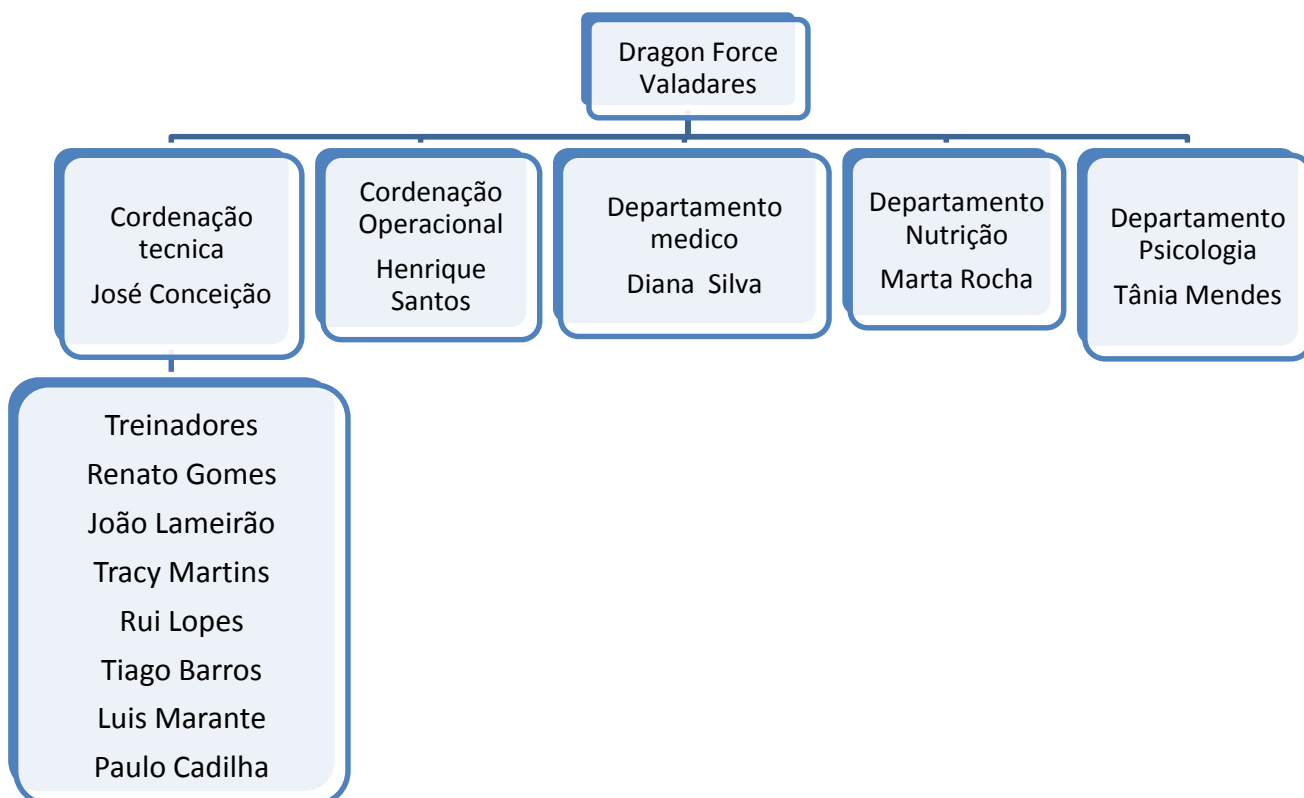 Dragon Force
Valadares
Cordenação
tecnica
José Conceição
Cordenação
Operacional
Henrique
Santos
Departamento
medico
Diana  Silva
Departamento
Nutrição
Marta Rocha
Departamento
Psicologia
Tânia Mendes
Treinadores
Renato Gomes
João Lameirão
Tracy Martins
Rui Lopes
Tiago Barros
Luis Marante
Paulo Cadilha